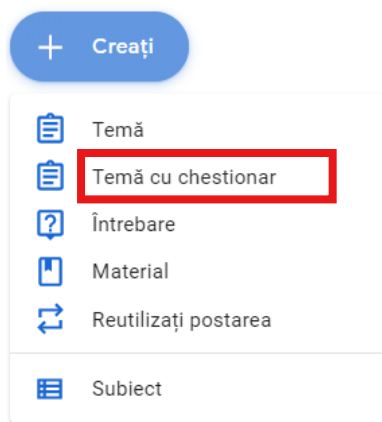 Creați
Temă
Temă cu chestionar
Întrebare
Material
Reutilizați postarea
Subiect